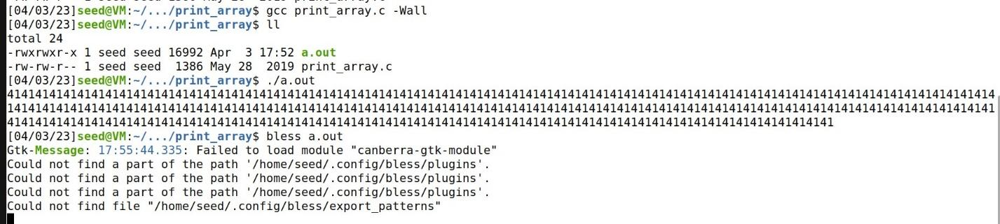 [04/03/23]seed@VM:~/.../print_array$ gcc print_array.c -Wall
[04/03/23]seed@VM:~/.../print_array$ ll
total 24
-rwxrwxr-x 1 seed seed 16992 Apr  3 17:52 a.out
-rw-rw-r-- 1 seed seed  1386 May 28  2019 print_array.c
[04/03/23]seed@VM:~/.../print_array$ ./a.out
414141414141414141414141414141414141414141414141414141414141414141414141414141414141414141414141414141414141414141414141414141414141414141414
141414141414141414141414141414141414141414141414141414141414141414141414141414141414141414141414141414141414141414141414141414141414141414141
4141414141414141414141414141414141414141414141414141414141414141414141414141414141414141414141414141414141414141414141
[04/03/23]seed@VM:~/.../print_array$ bless a.out
Gtk-Message: 17:55:44.335: Failed to load module "canberra-gtk-module"
Could not find a part of the path '/home/seed/.config/bless/plugins'.
Could not find a part of the path '/home/seed/.config/bless/plugins'.
Could not find a part of the path '/home/seed/.config/bless/plugins'.
Could not find file "/home/seed/.config/bless/export_patterns"